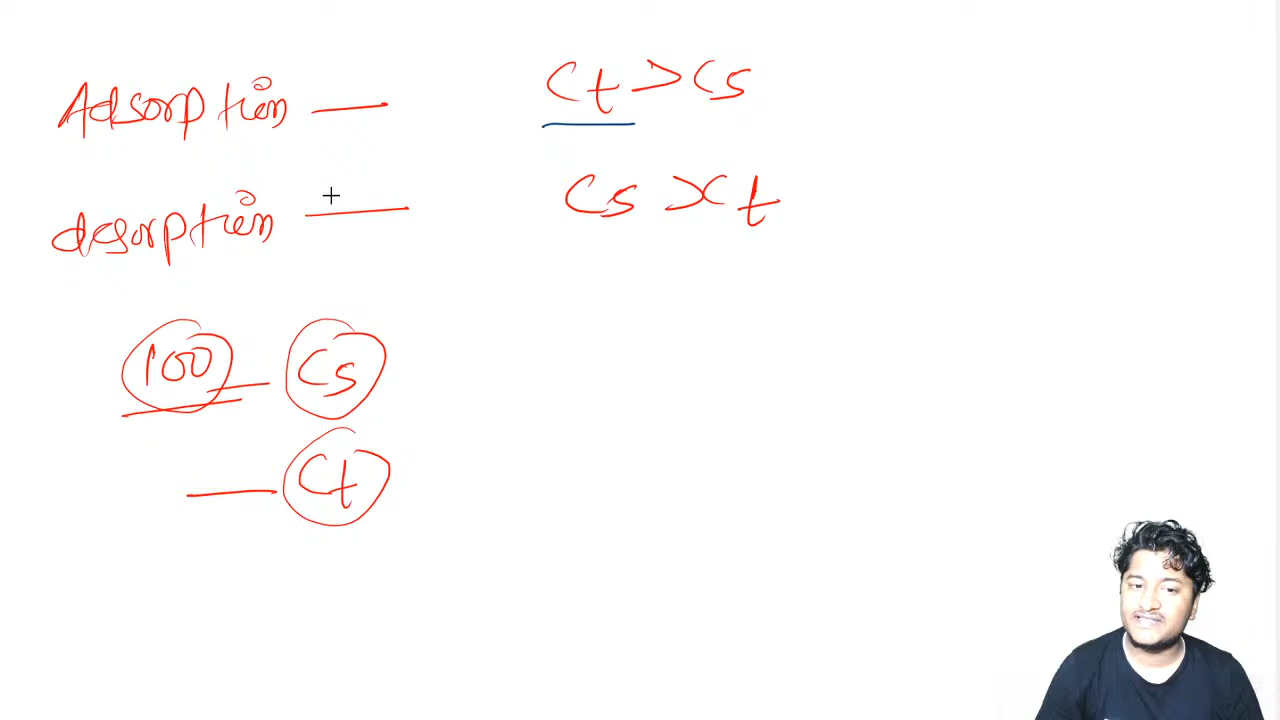 Adsorption — Ct > Cs
desorption — Cs > Ct
100 — Cs
— Ct